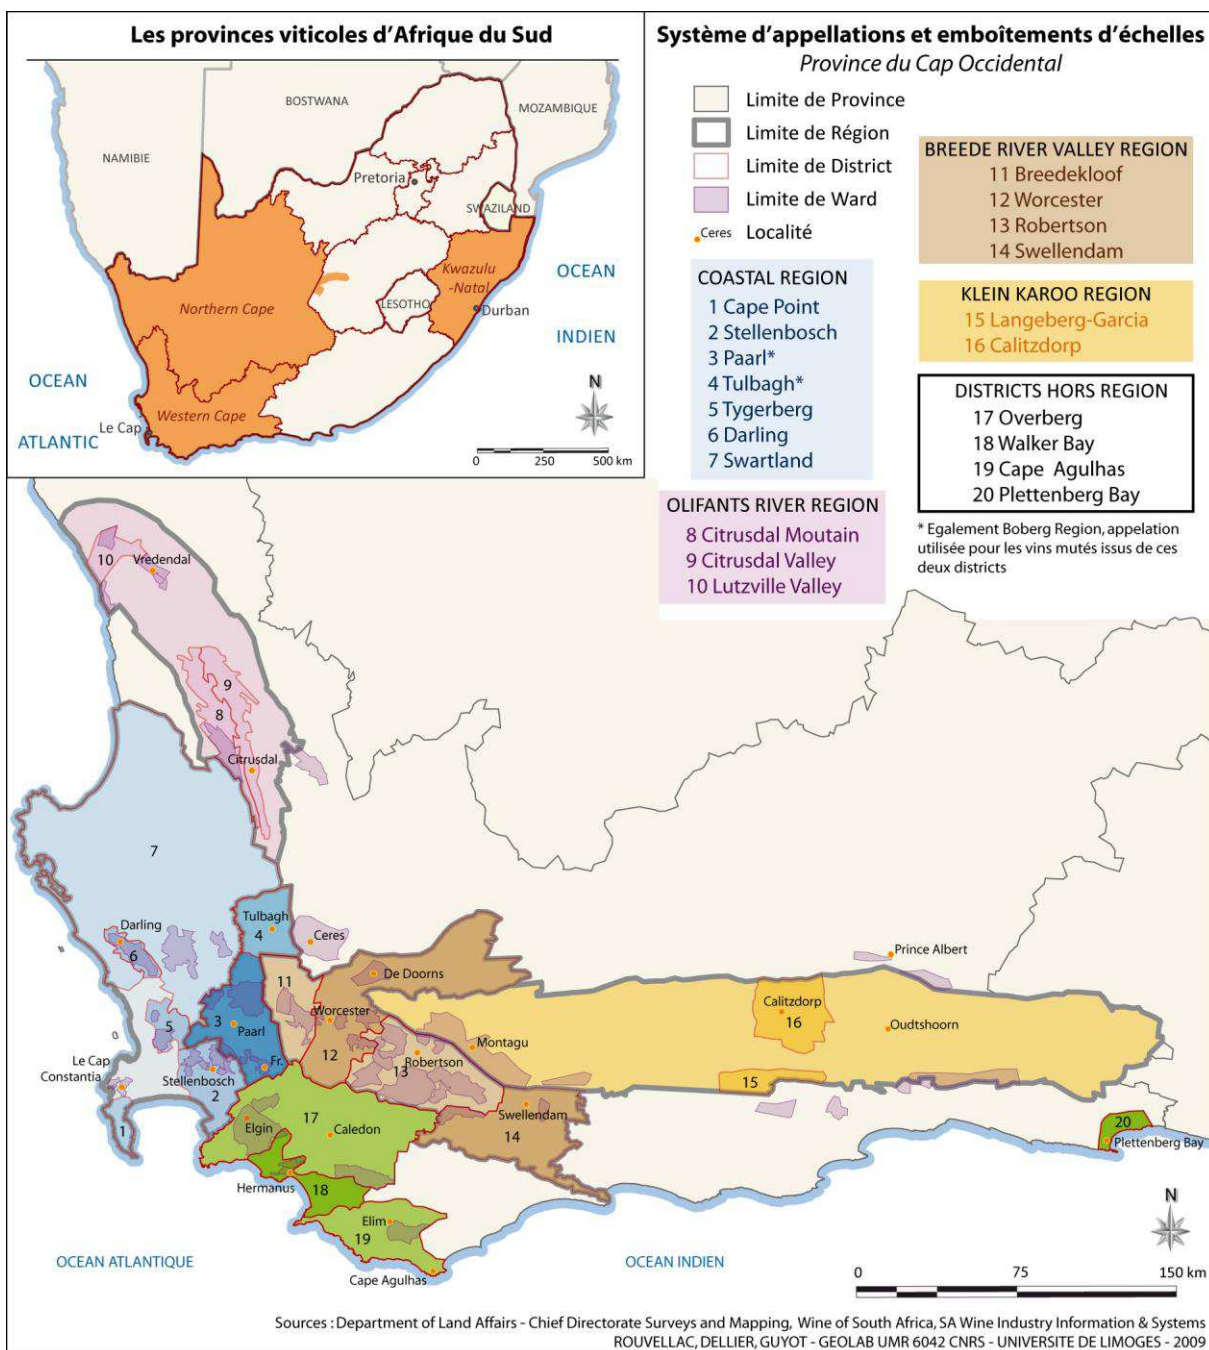 Les provinces viticoles d'Afrique du Sud
BOSTWANA
MOZAMBIQUE
NAMIBIE
Pretoria
SWAZILAND
Kwazulu
-Natal
OCEAN
INDIEN
Northern Cape
LESOTHO
Durban
OCEAN
ATLANTIC
Western Cape
Le Cap
N
0 250 500 km
Système d'appellations et emboîtements d'échelles
Province du Cap Occidental
Limite de Province
Limite de Région
Limite de District
Limite de Ward
Ceres Localité
COASTAL REGION
1 Cape Point
2 Stellenbosch
3 Paarl*
4 Tulbagh*
5 Tygerberg
6 Darling
7 Swartland
OLIFANTS RIVER REGION
8 Citrusdal Moutain
9 Citrusdal Valley
10 Lutzville Valley
BREEDE RIVER VALLEY REGION
11 Breedekloof
12 Worcester
13 Robertson
14 Swellendam
KLEIN KAROO REGION
15 Langeberg-Garcia
16 Calitzdorp
DISTRICTS HORS REGION
17 Overberg
18 Walker Bay
19 Cape Agulhas
20 Plettenberg Bay
* Egalement Boberg Region, appelation
utilisée pour les vins mutés issus de ces
deux districts
10
Vredendal
9
8
Citrusdal
7
Darling
6
Tulbagh
4
Ceres
Prince Albert
De Doorns
11
5
3
Paarl
Worcester
12
Calitzdorp
16
Oudtshoorn
Montagu
Robertson
13
Le Cap
Constantia
Stellenbosch
2
Fr.
15
1
17
Elgin
Caledon
Swellendam
14
20
Plettenberg Bay
Hermanus
18
Elim
19
Cape Agulhas
OCEAN ATLANTIQUE
OCEAN INDIEN
N
0 75 150 km
Sources : Department of Land Affairs - Chief Directorate Surveys and Mapping, Wine of South Africa, SA Wine Industry Information & Systems
ROUVELLAC, DELLIER, GUYOT - GEOLAB UMR 6042 CNRS - UNIVERSITE DE LIMOGES - 2009